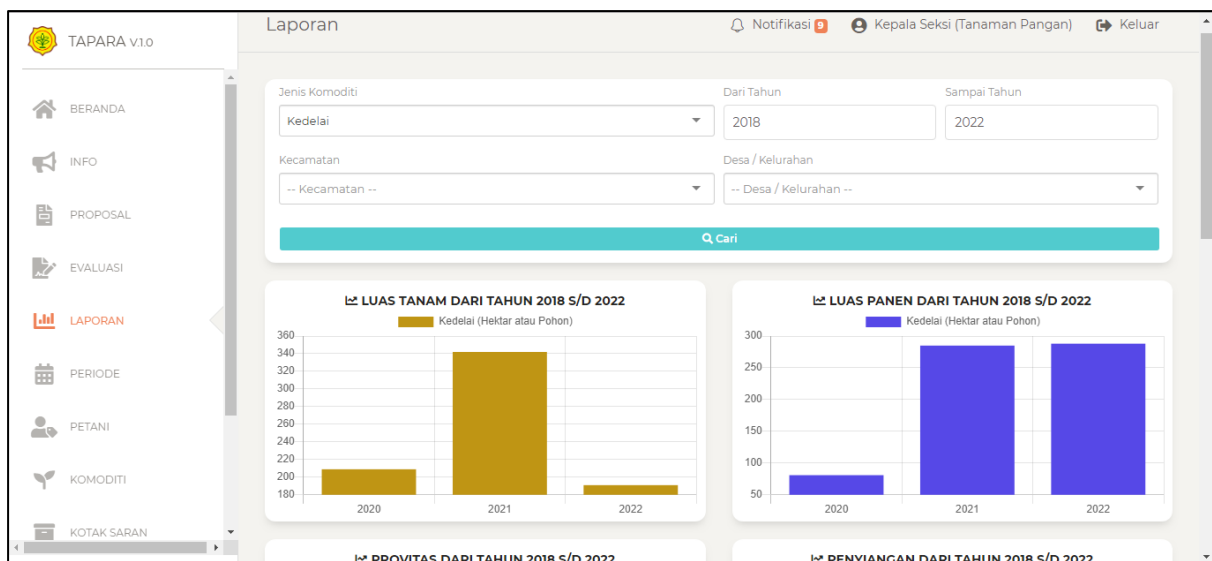 TAPARA V.1.0
BERANDA
INFO
PROPOSAL
EVALUASI
LAPORAN
PERIODE
PETANI
KOMODITI
KOTAK SARAN
Laporan
Notifikasi 9 Kepala Seksi (Tanaman Pangan) Keluar
Jenis Komoditi Dari Tahun Sampai Tahun
Kedelai 2018 2022
Kecamatan Desa / Kelurahan
-- Kecamatan -- -- Desa / Kelurahan --
Cari
LUAS TANAM DARI TAHUN 2018 S/D 2022
Kedelai (Hektar atau Pohon)
360
340
320
300
280
260
240
220
200
180
2020 2021 2022
LUAS PANEN DARI TAHUN 2018 S/D 2022
Kedelai (Hektar atau Pohon)
300
250
200
150
100
50
2020 2021 2022
PROVITAS DARI TAHUN 2018 S/D 2022
PENYIANGAN DARI TAHUN 2018 S/D 2022